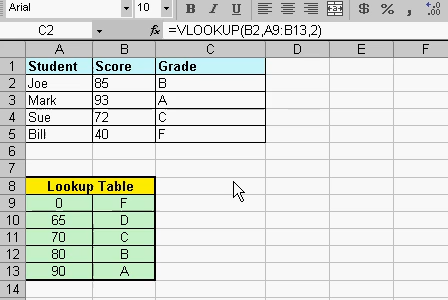 Arial 10 B I U $ % ,
C2 =VLOOKUP(B2,A9:B13,2)
A B C D E F
1 Student Score Grade
2 Joe 85 B
3 Mark 93 A
4 Sue 72 C
5 Bill 40 F
6
7
8 Lookup Table
9 0 F
10 65 D
11 70 C
12 80 B
13 90 A
14